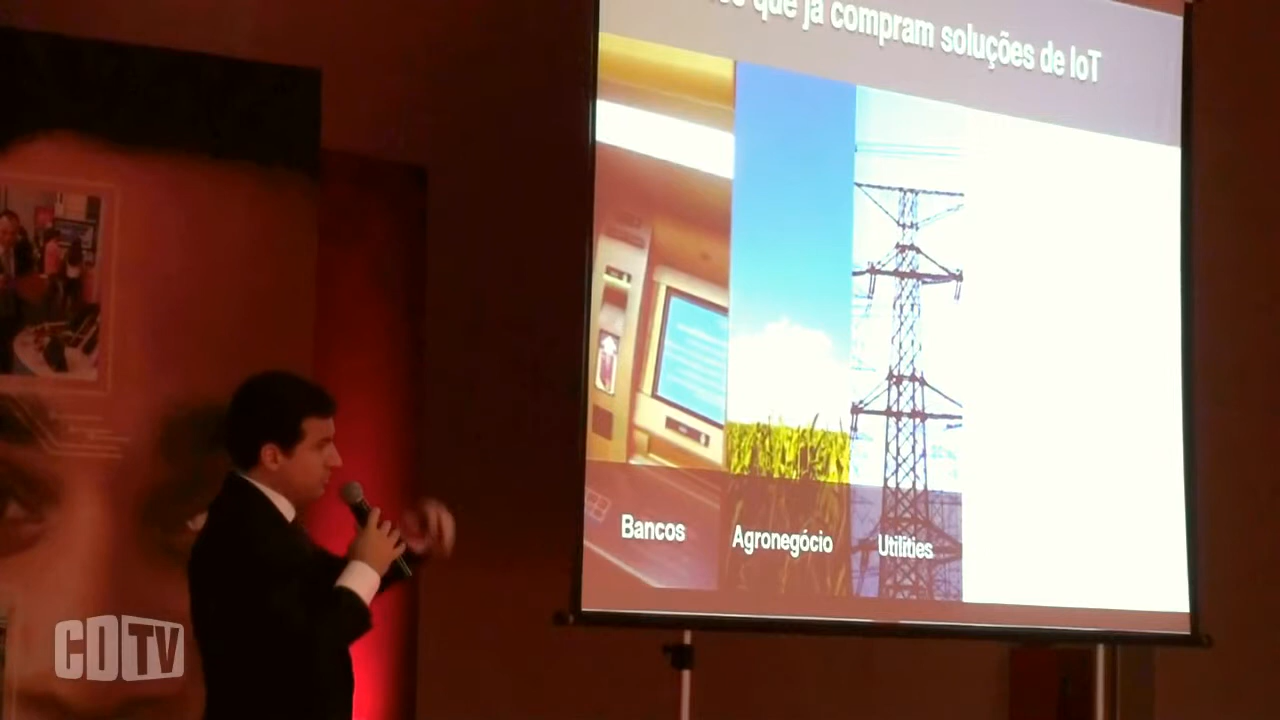 que já compram soluções de IoT
Bancos
Agronegócio
Utilities
CDTV